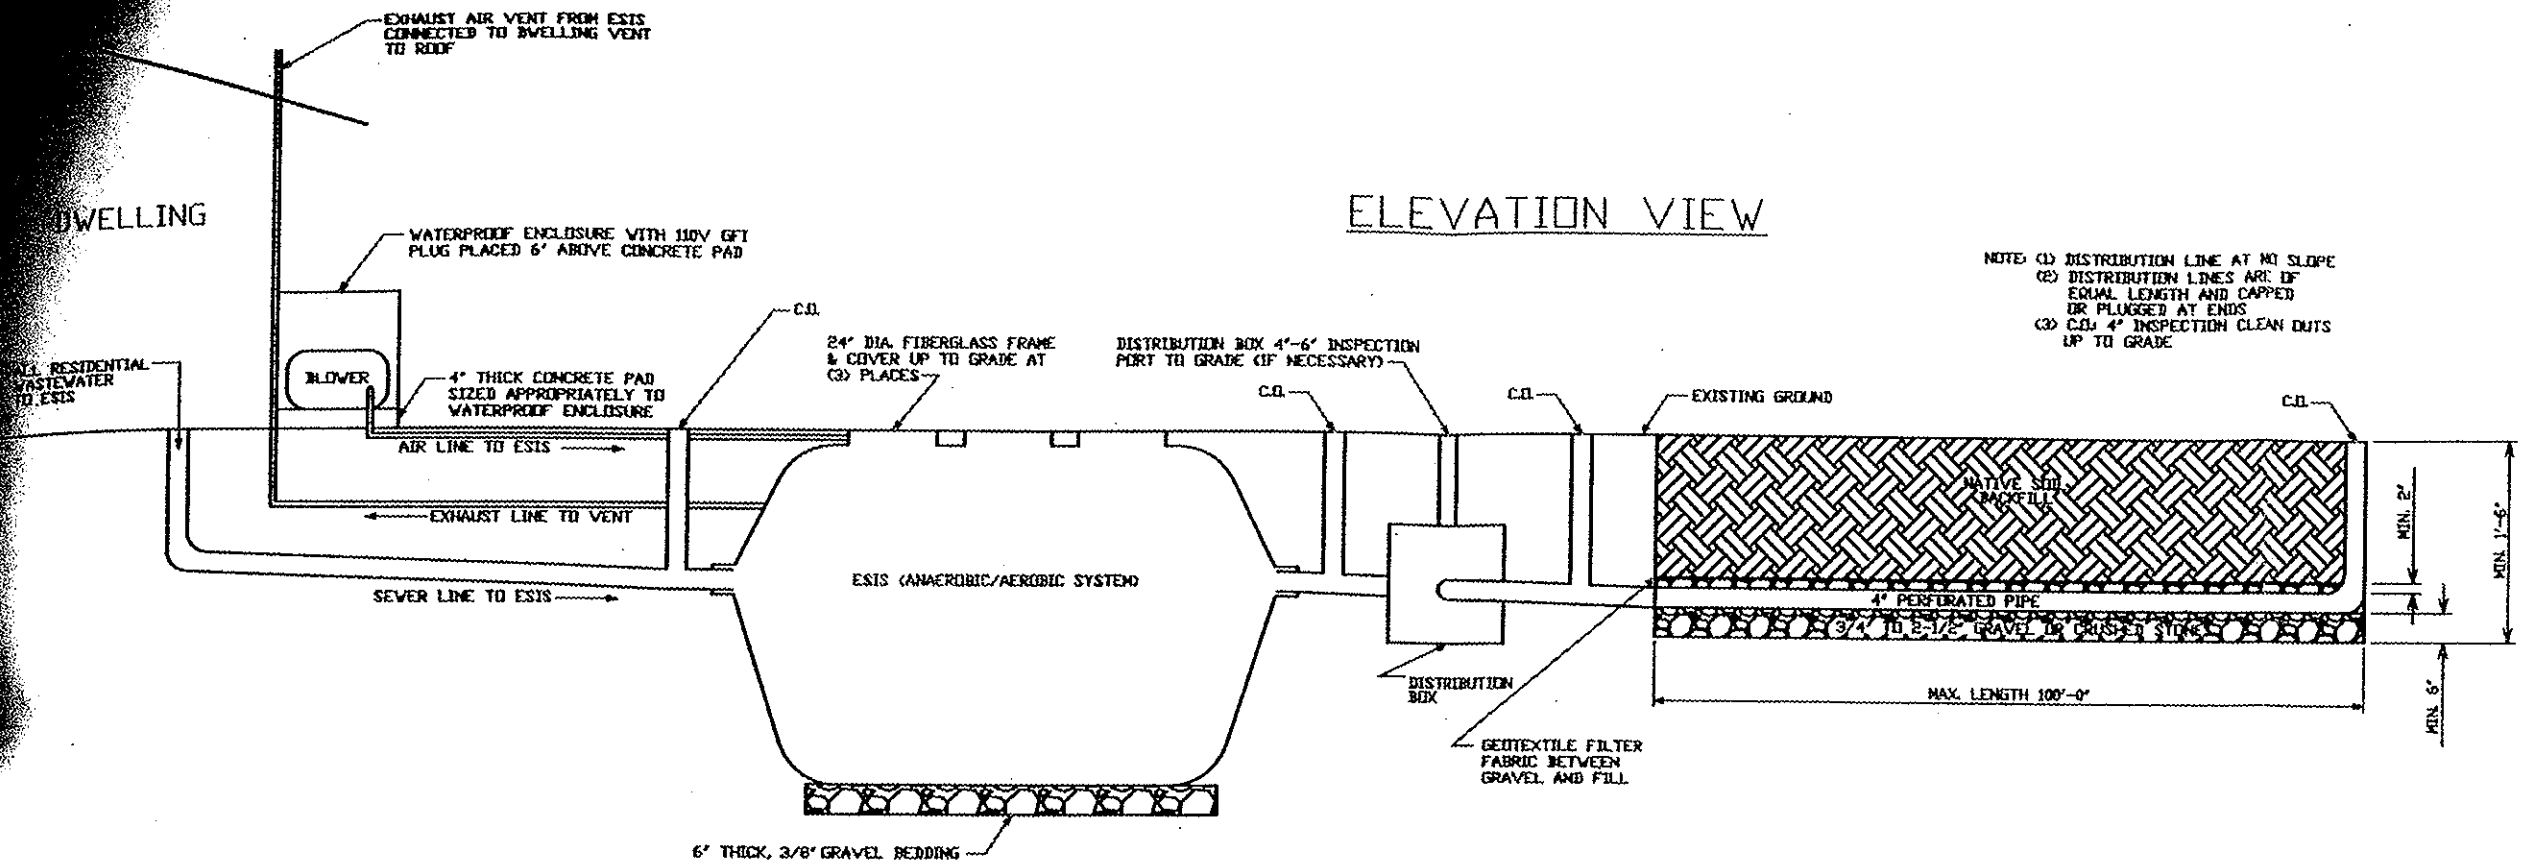 EXHAUST AIR VENT FROM ESIS
CONNECTED TO DWELLING VENT
TO ROOF
DWELLING
ELEVATION VIEW
WATERPROOF ENCLOSURE WITH 110V GFI
PLUG PLACED 6" ABOVE CONCRETE PAD
NOTE: (1) DISTRIBUTION LINE AT NO SLOPE
(2) DISTRIBUTION LINES ARE OF
EQUAL LENGTH AND CAPPED
OR PLUGGED AT ENDS
(3) C.O.: 4" INSPECTION CLEAN OUTS
UP TO GRADE
C.O.
24" DIA. FIBERGLASS FRAME
& COVER UP TO GRADE AT
(3) PLACES
DISTRIBUTION BOX 4"-6" INSPECTION
PORT TO GRADE (IF NECESSARY)
ALL RESIDENTIAL
WASTEWATER
TO ESIS
BLOWER
4" THICK CONCRETE PAD
SIZED APPROPRIATELY TO
WATERPROOF ENCLOSURE
C.O.
C.O.
EXISTING GROUND
C.O.
AIR LINE TO ESIS
NATIVE SOIL
BACKFILL
MIN. 2"
MIN. 1'-6"
EXHAUST LINE TO VENT
ESIS (ANAEROBIC/AEROBIC SYSTEM)
SEWER LINE TO ESIS
4" PERFORATED PIPE
3/4" TO 2-1/2" GRAVEL OR CRUSHED STONE
DISTRIBUTION
BOX
MAX. LENGTH 100'-0"
MIN. 6"
GEOTEXTILE FILTER
FABRIC BETWEEN
GRAVEL AND FILL
6" THICK, 3/8" GRAVEL BEDDING